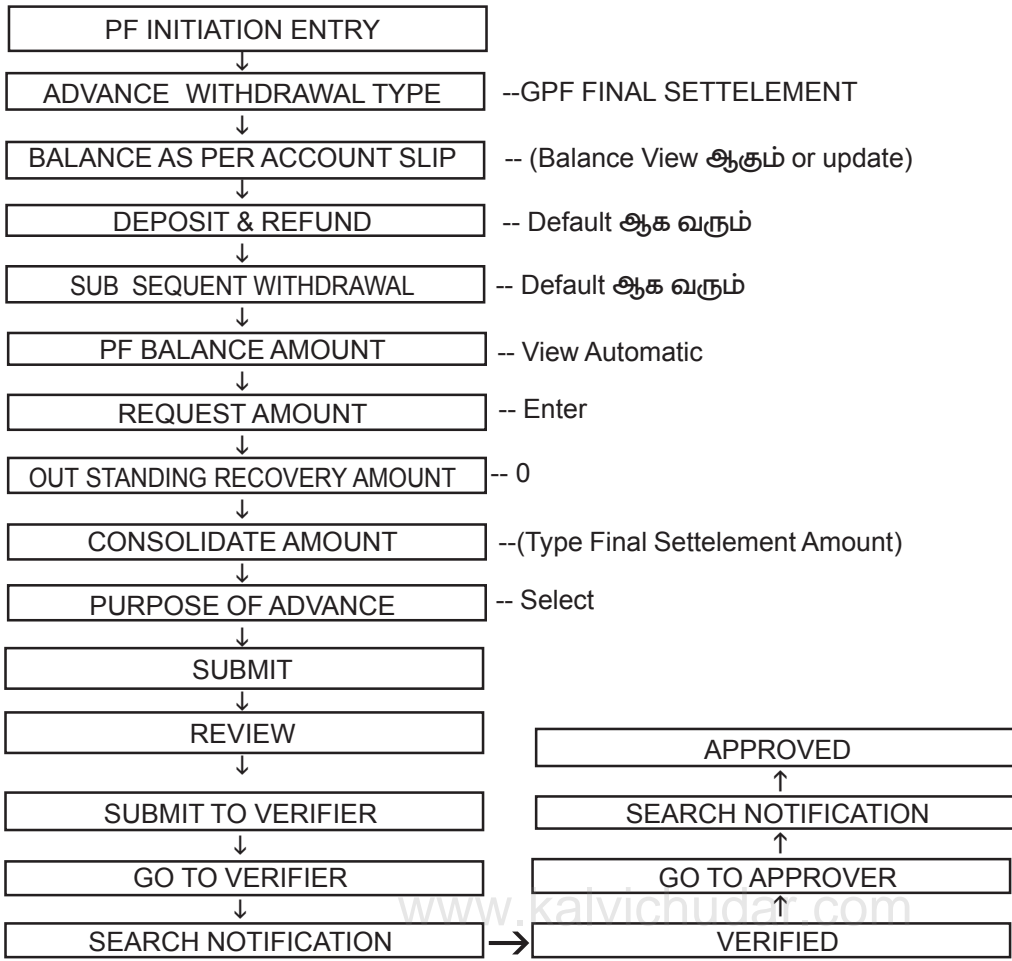 PF INITIATION ENTRY
ADVANCE WITHDRAWAL TYPE --GPF FINAL SETTELEMENT
BALANCE AS PER ACCOUNT SLIP -- (Balance View ஆகும் or update)
DEPOSIT & REFUND -- Default ஆக வரும்
SUB SEQUENT WITHDRAWAL -- Default ஆக வரும்
PF BALANCE AMOUNT -- View Automatic
REQUEST AMOUNT -- Enter
OUT STANDING RECOVERY AMOUNT -- 0
CONSOLIDATE AMOUNT --(Type Final Settelement Amount)
PURPOSE OF ADVANCE -- Select
SUBMIT
REVIEW
SUBMIT TO VERIFIER
GO TO VERIFIER
SEARCH NOTIFICATION
VERIFIED
GO TO APPROVER
SEARCH NOTIFICATION
APPROVED
www.kalvichudar.com